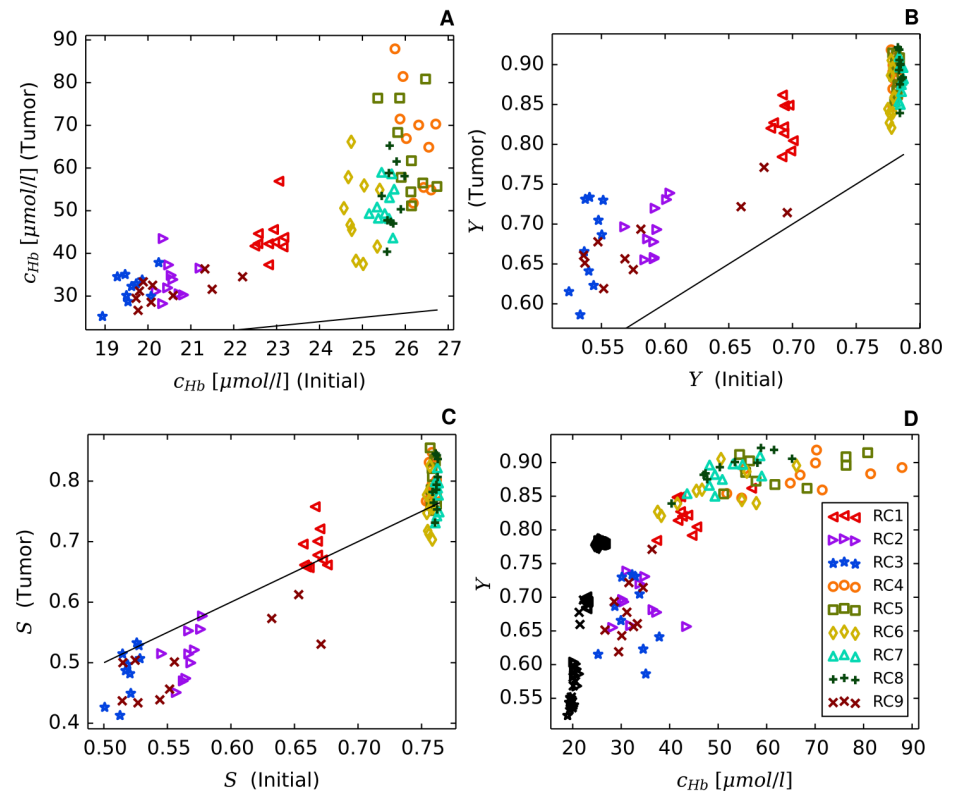 A
90
80
70
60
50
40
30
c_Hb [μmol/l] (Tumor)
19 20 21 22 23 24 25 26 27
c_Hb [μmol/l] (Initial)
B
0.90
0.85
0.80
0.75
0.70
0.65
0.60
Y (Tumor)
0.55 0.60 0.65 0.70 0.75 0.80
Y (Initial)
C
0.8
0.7
0.6
0.5
0.4
S (Tumor)
0.50 0.55 0.60 0.65 0.70 0.75
S (Initial)
D
0.90
0.85
0.80
0.75
0.70
0.65
0.60
0.55
Y
20 30 40 50 60 70 80 90
c_Hb [μmol/l]
RC1
RC2
RC3
RC4
RC5
RC6
RC7
RC8
RC9